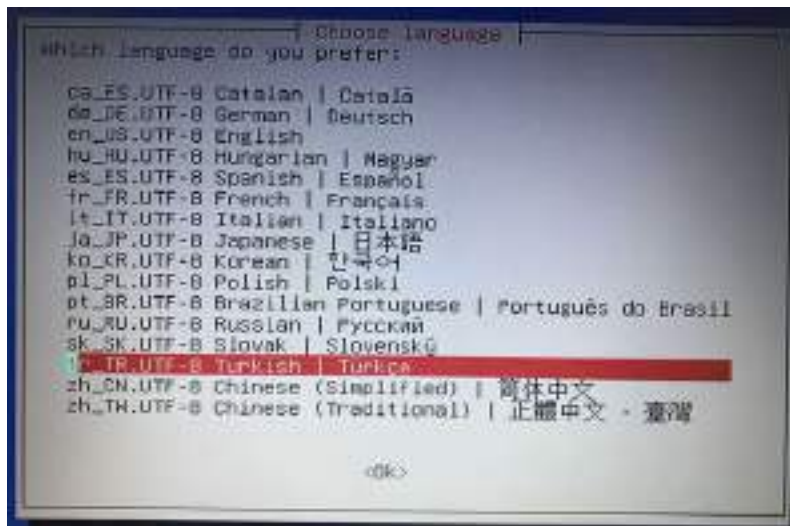 Choose language
Which language do you prefer:
ca_ES.UTF-8 Catalan | Català
de_DE.UTF-8 German | Deutsch
en_US.UTF-8 English
hu_HU.UTF-8 Hungarian | Magyar
es_ES.UTF-8 Spanish | Español
fr_FR.UTF-8 French | Français
it_IT.UTF-8 Italian | Italiano
ja_JP.UTF-8 Japanese | 日本語
ko_KR.UTF-8 Korean | 한국어
pl_PL.UTF-8 Polish | Polski
pt_BR.UTF-8 Brazilian Portuguese | Português do Brasil
ru_RU.UTF-8 Russian | Русский
sk_SK.UTF-8 Slovak | Slovenský
tr_TR.UTF-8 Turkish | Türkçe
zh_CN.UTF-8 Chinese (Simplified) | 简体中文
zh_TW.UTF-8 Chinese (Traditional) | 正體中文 - 臺灣
<Ok>